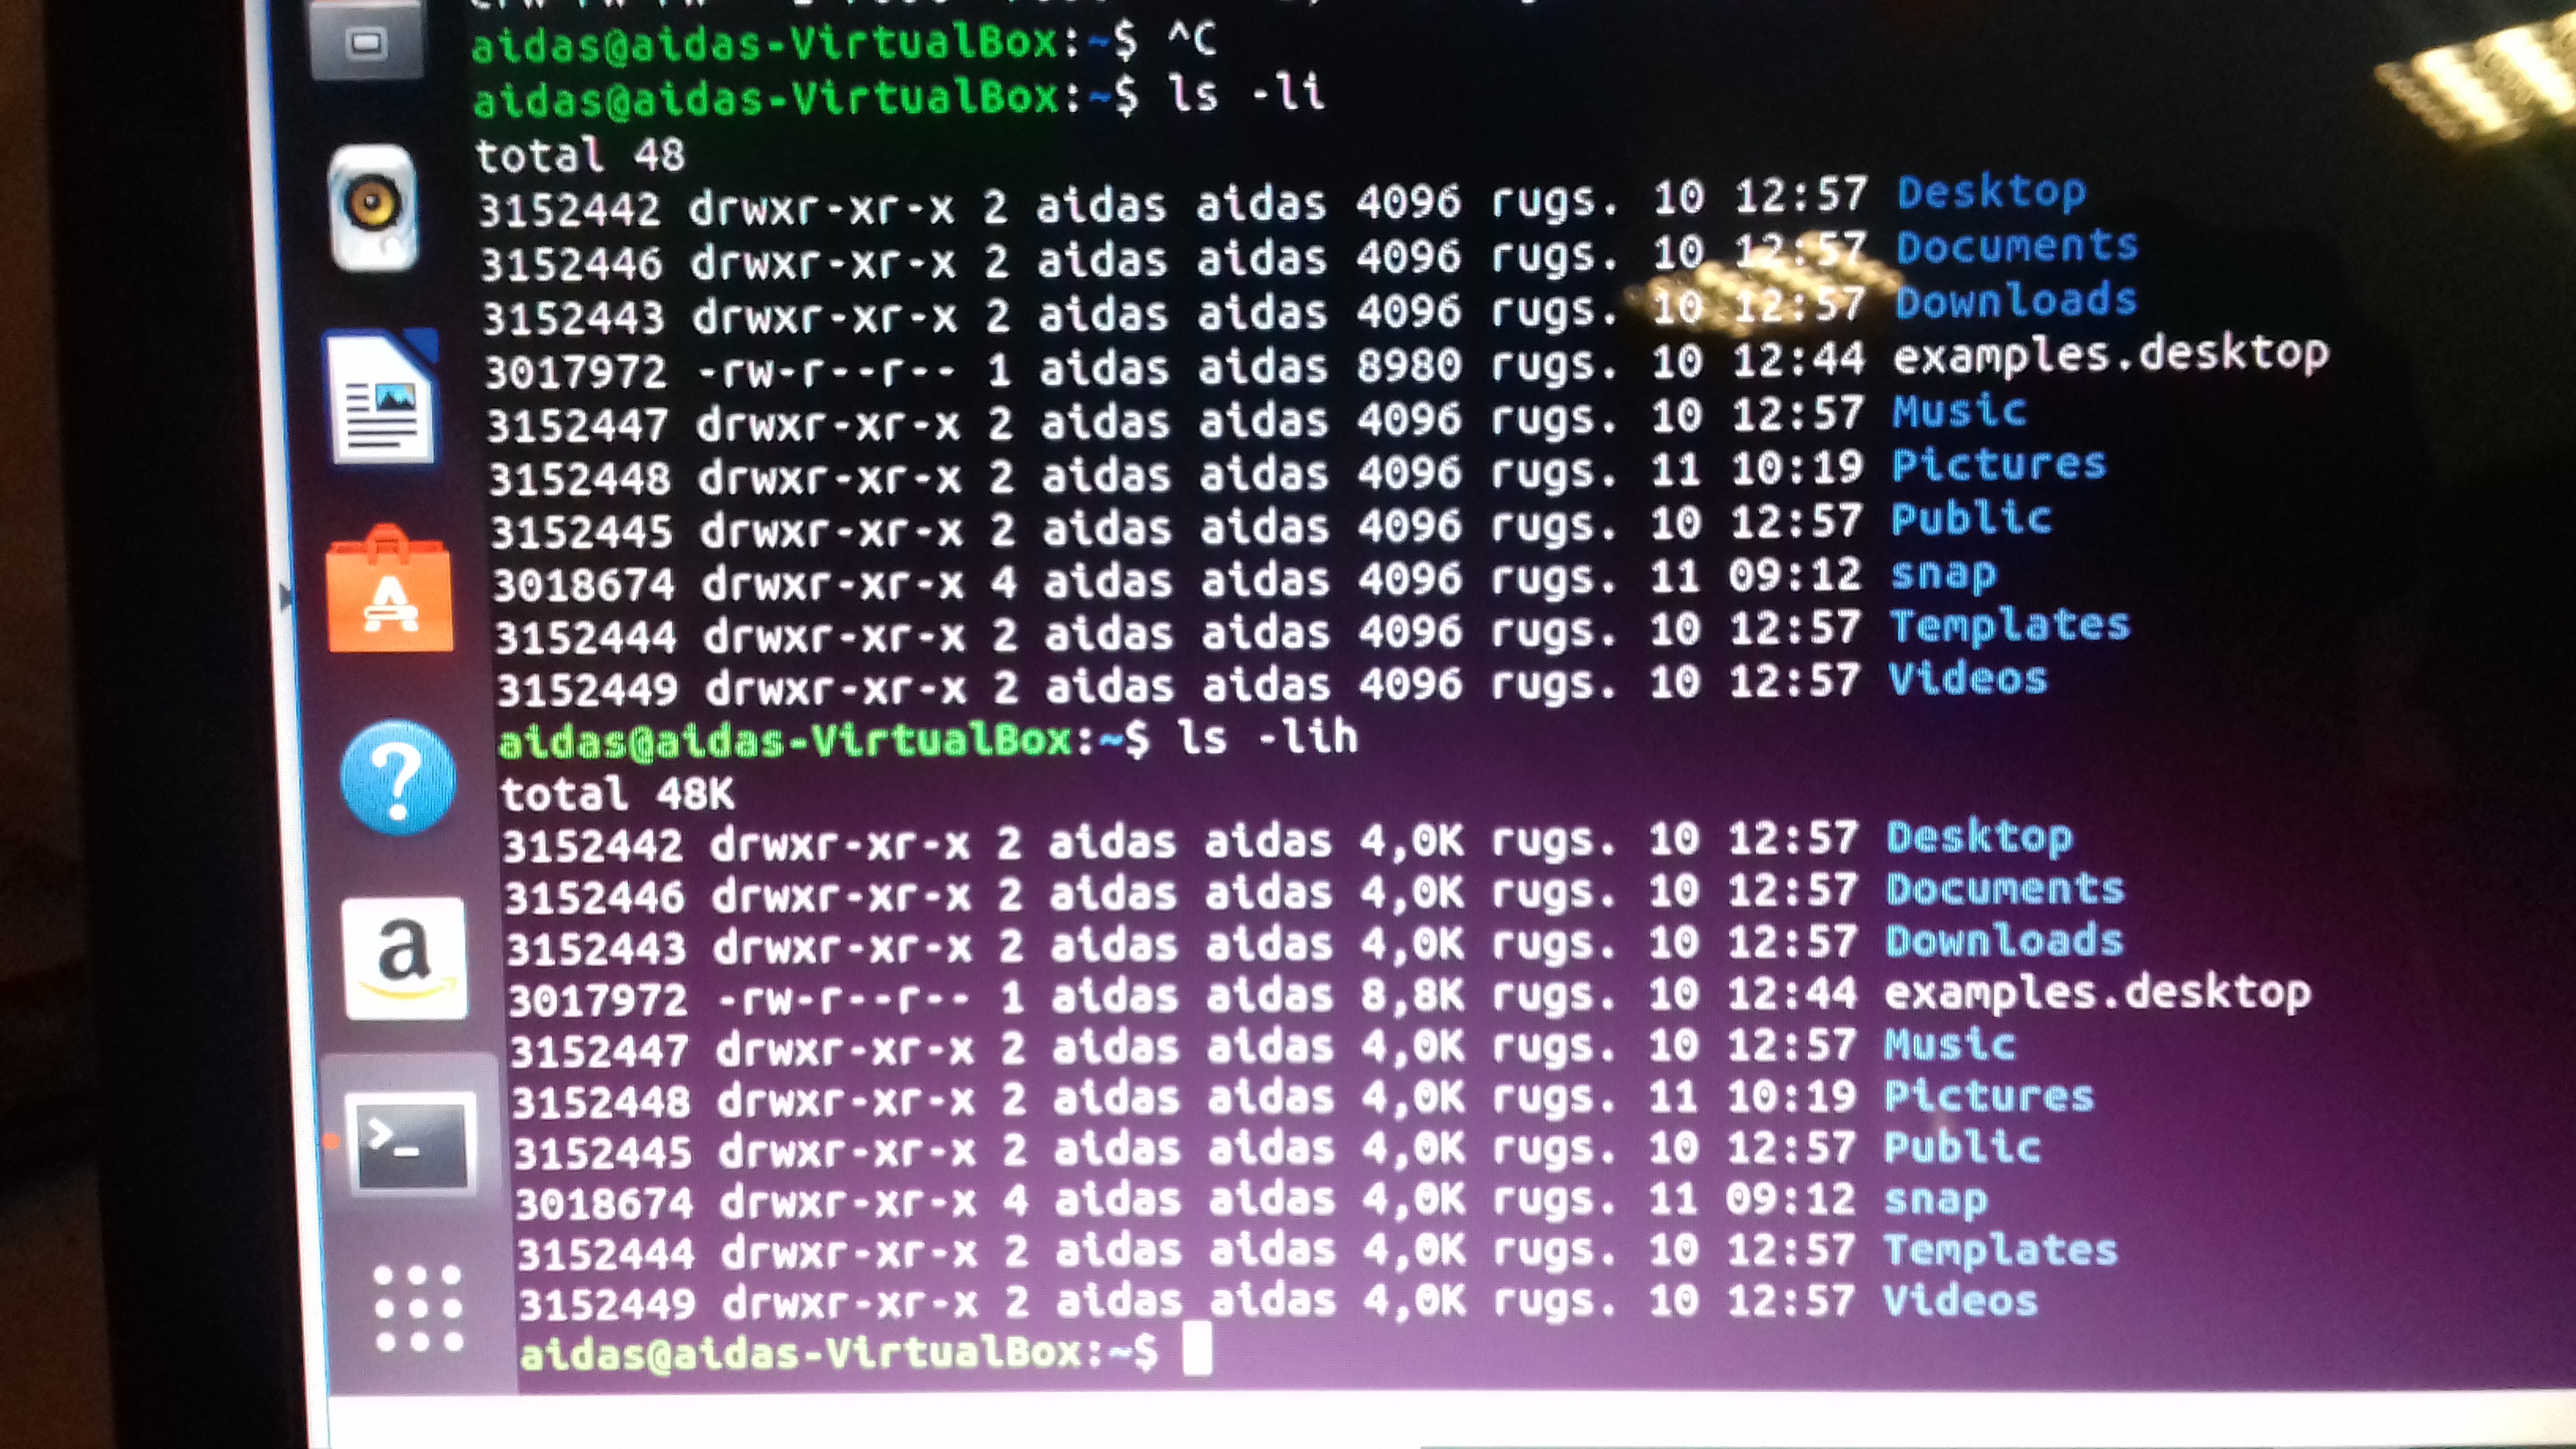 aidas@aidas-VirtualBox:~$ ^C
aidas@aidas-VirtualBox:~$ ls -li
total 48
3152442 drwxr-xr-x 2 aidas aidas 4096 rugs. 10 12:57 Desktop
3152446 drwxr-xr-x 2 aidas aidas 4096 rugs. 10 12:57 Documents
3152443 drwxr-xr-x 2 aidas aidas 4096 rugs. 10 12:57 Downloads
3017972 -rw-r--r-- 1 aidas aidas 8980 rugs. 10 12:44 examples.desktop
3152447 drwxr-xr-x 2 aidas aidas 4096 rugs. 10 12:57 Music
3152448 drwxr-xr-x 2 aidas aidas 4096 rugs. 11 10:19 Pictures
3152445 drwxr-xr-x 2 aidas aidas 4096 rugs. 10 12:57 Public
3018674 drwxr-xr-x 4 aidas aidas 4096 rugs. 11 09:12 snap
3152444 drwxr-xr-x 2 aidas aidas 4096 rugs. 10 12:57 Templates
3152449 drwxr-xr-x 2 aidas aidas 4096 rugs. 10 12:57 Videos
aidas@aidas-VirtualBox:~$ ls -lih
total 48K
3152442 drwxr-xr-x 2 aidas aidas 4,0K rugs. 10 12:57 Desktop
3152446 drwxr-xr-x 2 aidas aidas 4,0K rugs. 10 12:57 Documents
3152443 drwxr-xr-x 2 aidas aidas 4,0K rugs. 10 12:57 Downloads
3017972 -rw-r--r-- 1 aidas aidas 8,8K rugs. 10 12:44 examples.desktop
3152447 drwxr-xr-x 2 aidas aidas 4,0K rugs. 10 12:57 Music
3152448 drwxr-xr-x 2 aidas aidas 4,0K rugs. 11 10:19 Pictures
3152445 drwxr-xr-x 2 aidas aidas 4,0K rugs. 10 12:57 Public
3018674 drwxr-xr-x 4 aidas aidas 4,0K rugs. 11 09:12 snap
3152444 drwxr-xr-x 2 aidas aidas 4,0K rugs. 10 12:57 Templates
3152449 drwxr-xr-x 2 aidas aidas 4,0K rugs. 10 12:57 Videos
aidas@aidas-VirtualBox:~$